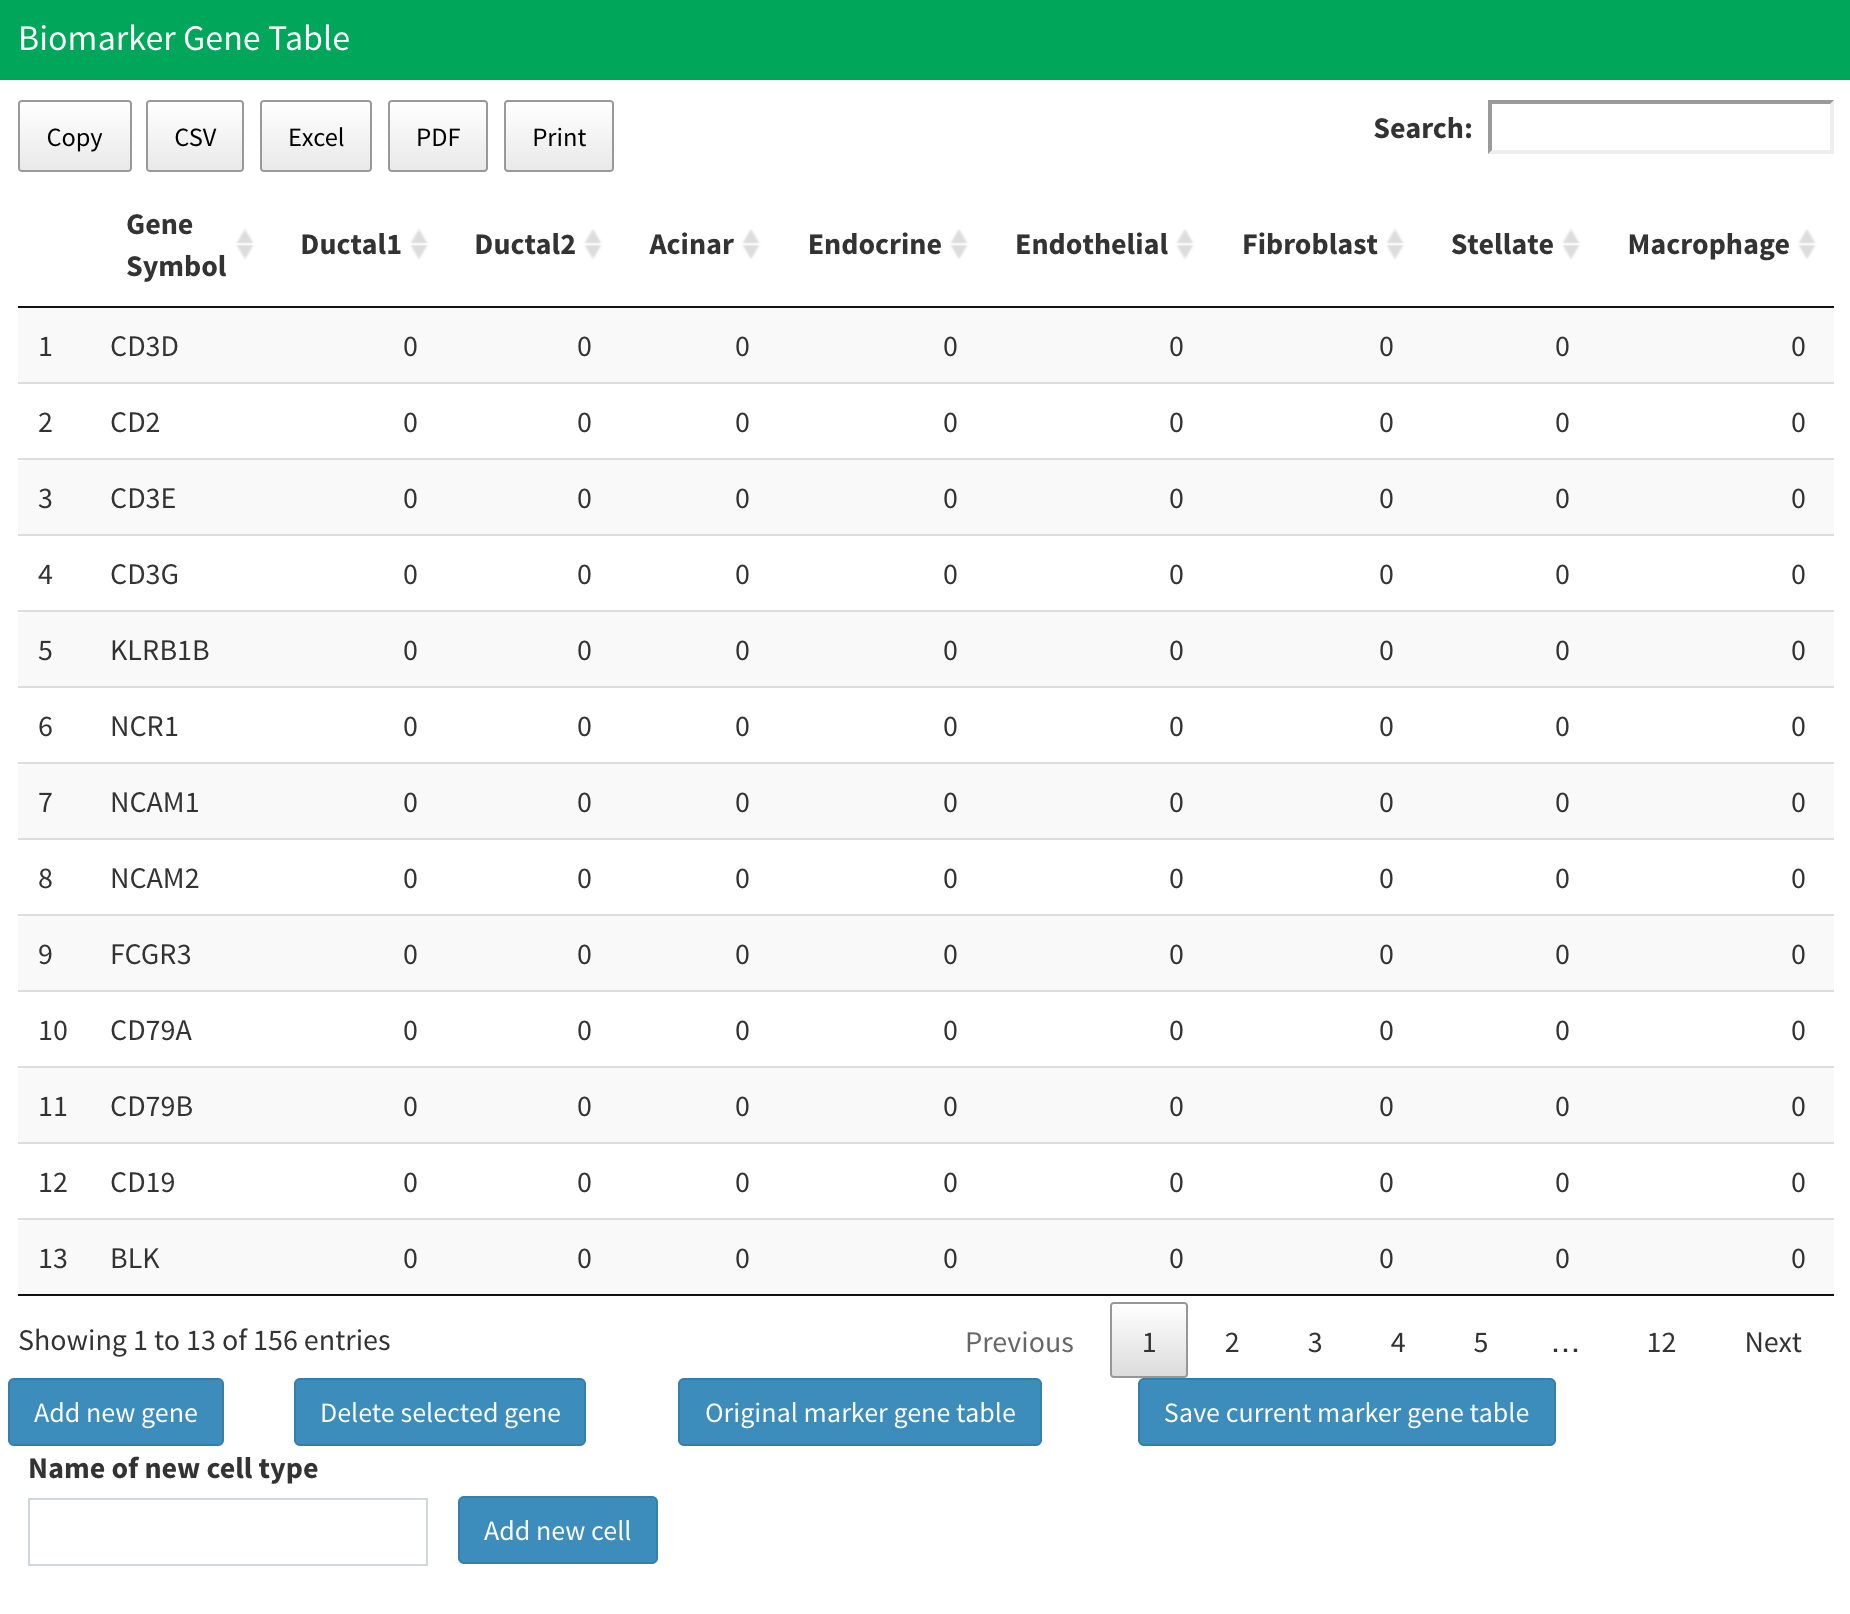 Biomarker Gene Table
Copy CSV Excel PDF Print Search:
Gene Symbol Ductal1 Ductal2 Acinar Endocrine Endothelial Fibroblast Stellate Macrophage
1 CD3D 0 0 0 0 0 0 0 0
2 CD2 0 0 0 0 0 0 0 0
3 CD3E 0 0 0 0 0 0 0 0
4 CD3G 0 0 0 0 0 0 0 0
5 KLRB1B 0 0 0 0 0 0 0 0
6 NCR1 0 0 0 0 0 0 0 0
7 NCAM1 0 0 0 0 0 0 0 0
8 NCAM2 0 0 0 0 0 0 0 0
9 FCGR3 0 0 0 0 0 0 0 0
10 CD79A 0 0 0 0 0 0 0 0
11 CD79B 0 0 0 0 0 0 0 0
12 CD19 0 0 0 0 0 0 0 0
13 BLK 0 0 0 0 0 0 0 0
Showing 1 to 13 of 156 entries Previous 1 2 3 4 5 … 12 Next
Add new gene Delete selected gene Original marker gene table Save current marker gene table
Name of new cell type
Add new cell